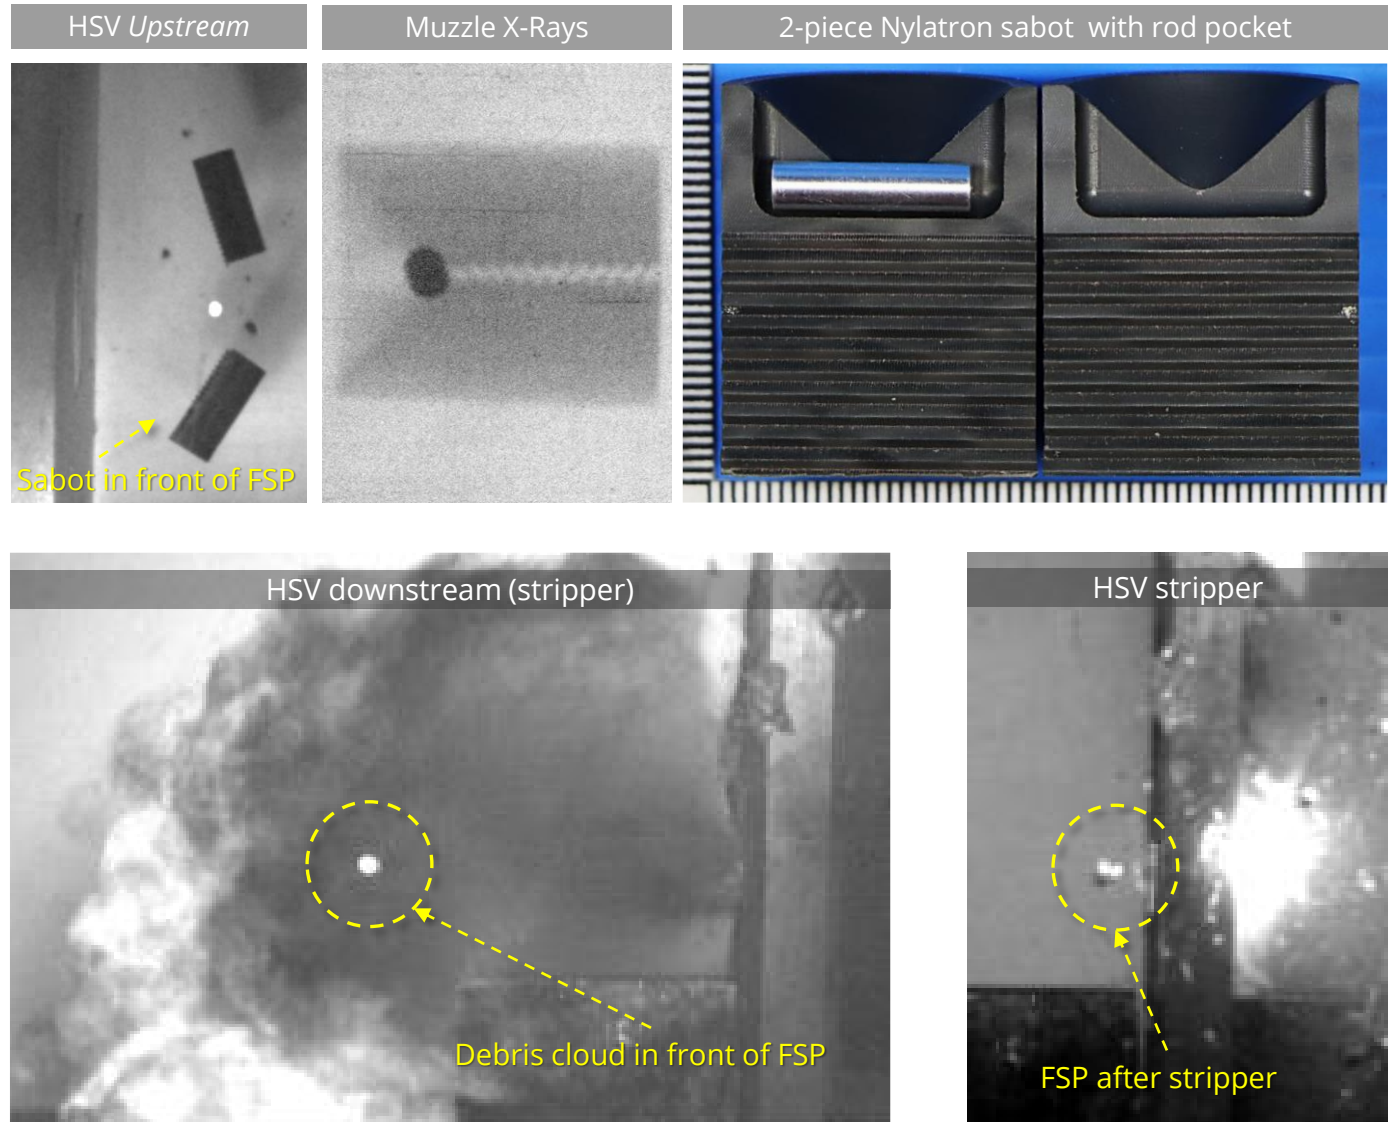 HSV Upstream
Muzzle X-Rays
2-piece Nylatron sabot with rod pocket
Sabot in front of FSP
HSV downstream (stripper)
HSV stripper
Debris cloud in front of FSP
FSP after stripper